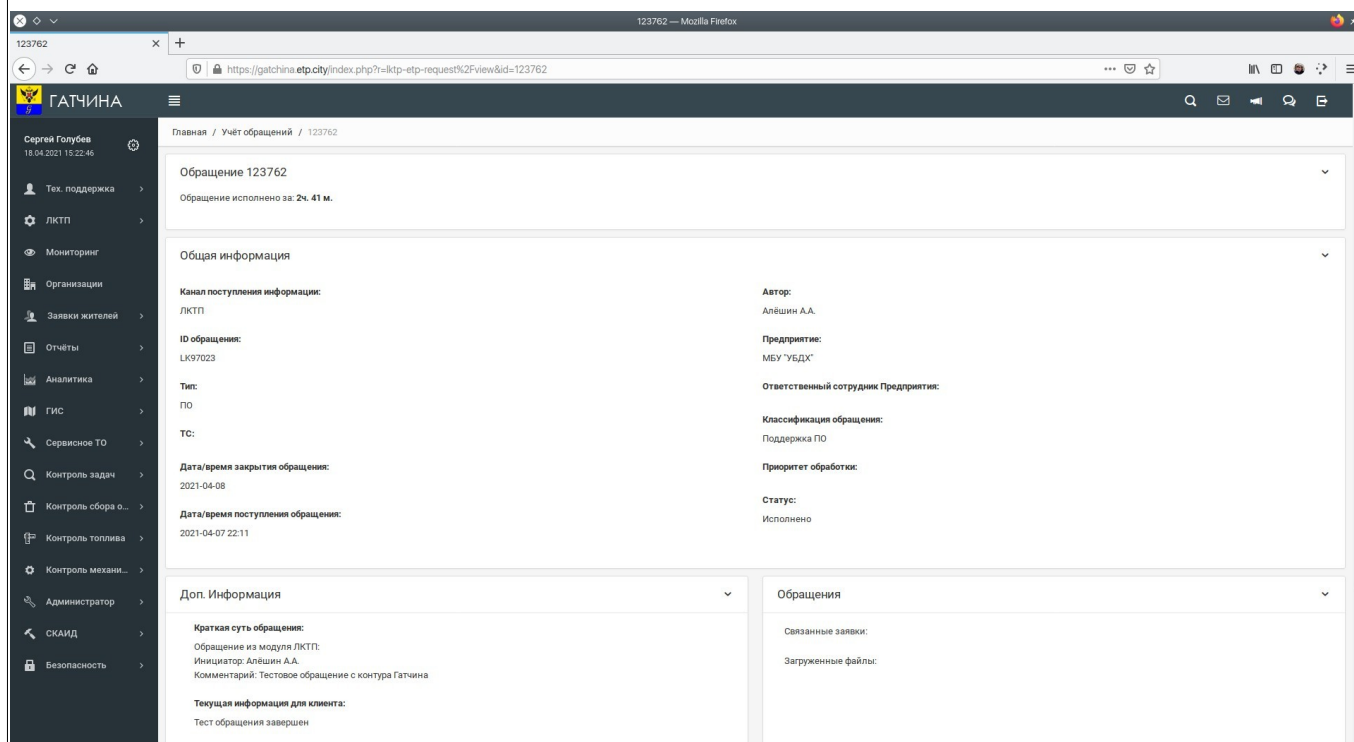 123762 — Mozilla Firefox
123762
https://gatchina.etp.city/index.php?r=lktp-etp-request%2Fview&id=123762
ГАТЧИНА
Сергей Голубев
18.04.2021 15:22:46
Тех. поддержка
ЛКТП
Мониторинг
Организации
Заявки жителей
Отчёты
Аналитика
ГИС
Сервисное ТО
Контроль задач
Контроль сбора о...
Контроль топлива
Контроль механи...
Администратор
СКАИД
Безопасность
Главная / Учёт обращений / 123762
Обращение 123762
Обращение исполнено за: 2ч. 41 м.
Общая информация
Канал поступления информации:
ЛКТП
ID обращения:
LK97023
Тип:
ПО
ТС:
Дата/время закрытия обращения:
2021-04-08
Дата/время поступления обращения:
2021-04-07 22:11
Автор:
Алёшин А.А.
Предприятие:
МБУ "УБДХ"
Ответственный сотрудник Предприятия:
Классификация обращения:
Поддержка ПО
Приоритет обработки:
Статус:
Исполнено
Доп. Информация
Краткая суть обращения:
Обращение из модуля ЛКТП:
Инициатор: Алёшин А.А.
Комментарий: Тестовое обращение с контура Гатчина
Текущая информация для клиента:
Тест обращения завершен
Обращения
Связанные заявки:
Загруженные файлы: